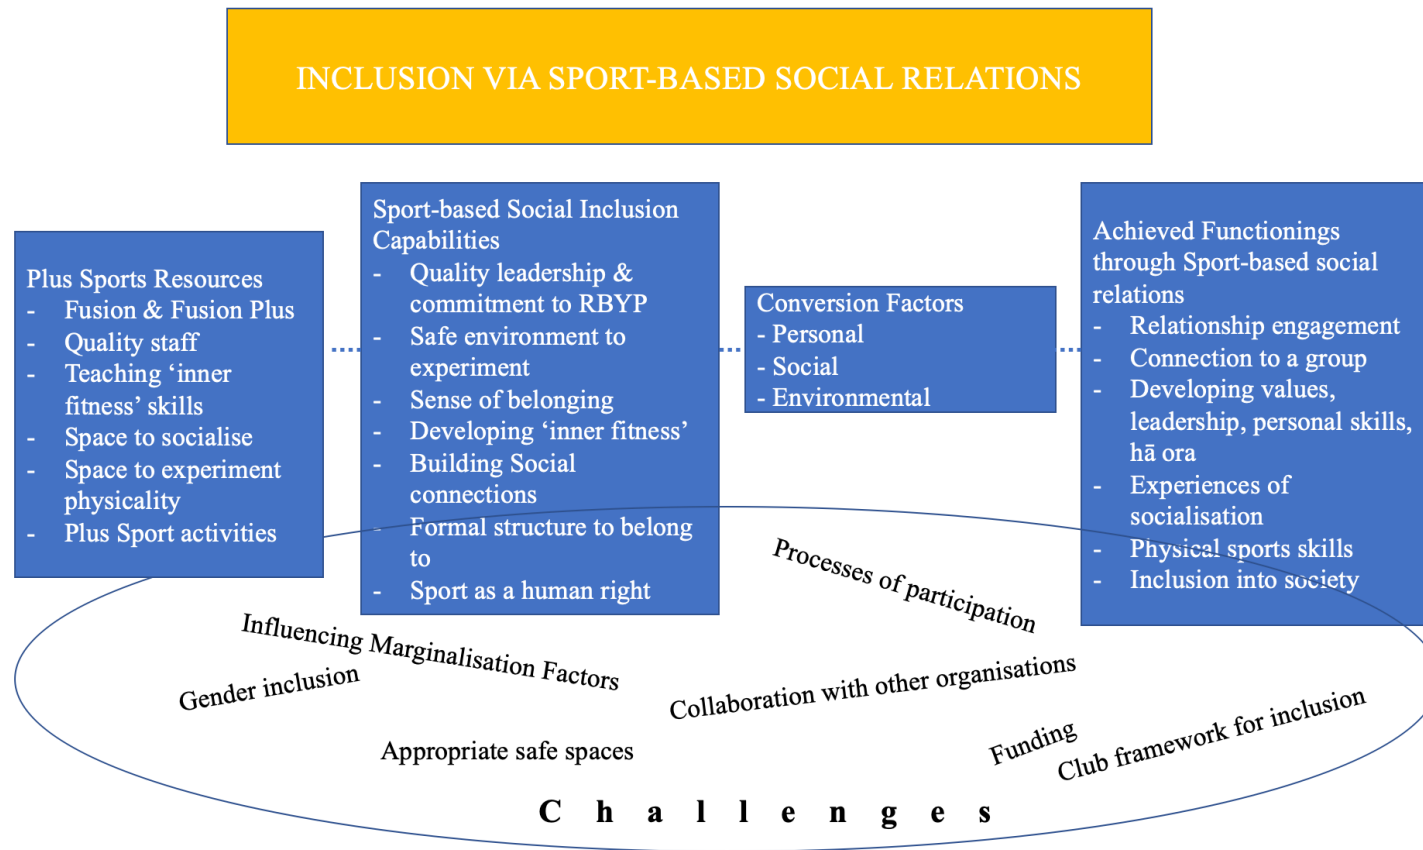 INCLUSION VIA SPORT-BASED SOCIAL RELATIONS
Plus Sports Resources
- Fusion & Fusion Plus
- Quality staff
- Teaching ‘inner
fitness’ skills
- Space to socialise
- Space to experiment
physicality
- Plus Sport activities
Sport-based Social Inclusion
Capabilities
- Quality leadership &
commitment to RBYP
- Safe environment to
experiment
- Sense of belonging
- Developing ‘inner fitness’
- Building Social
connections
- Formal structure to belong
to
- Sport as a human right
Conversion Factors
- Personal
- Social
- Environmental
Achieved Functionings
through Sport-based social
relations
- Relationship engagement
- Connection to a group
- Developing values,
leadership, personal skills,
hā ora
- Experiences of
socialisation
- Physical sports skills
- Inclusion into society
Processes of participation
Influencing Marginalisation Factors
Gender inclusion
Collaboration with other organisations
Appropriate safe spaces
Funding
Club framework for inclusion
Challenges